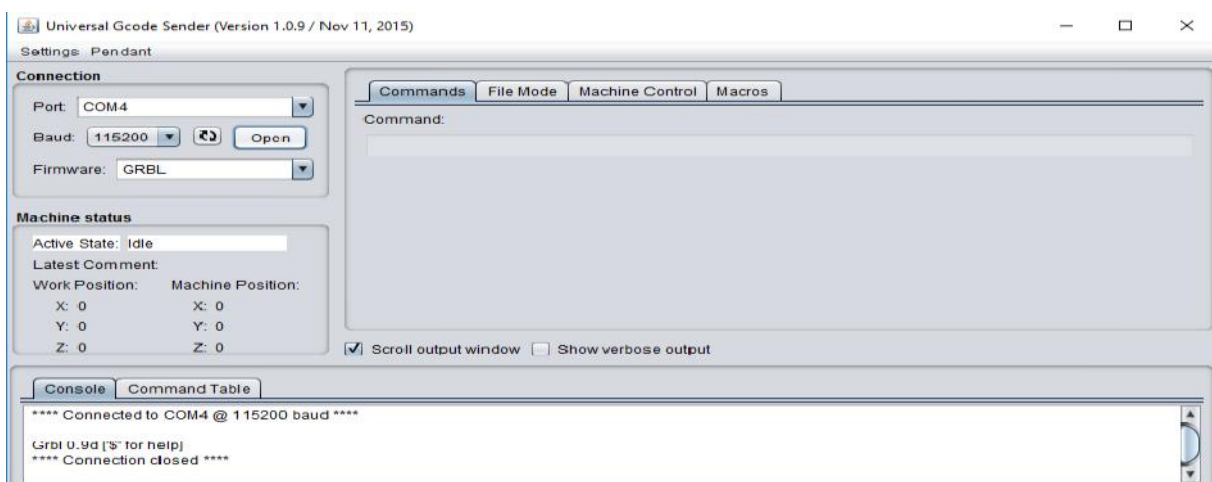 Universal Gcode Sender (Version 1.0.9 / Nov 11, 2015)
Settings Pendant
Connection
Port: COM4
Baud: 115200 Open
Firmware: GRBL
Machine status
Active State: Idle
Latest Comment:
Work Position: Machine Position:
X: 0 X: 0
Y: 0 Y: 0
Z: 0 Z: 0
Commands File Mode Machine Control Macros
Command:
Scroll output window Show verbose output
Console Command Table
**** Connected to COM4 @ 115200 baud ****
Grbl 0.9d ['$' for help]
**** Connection closed ****